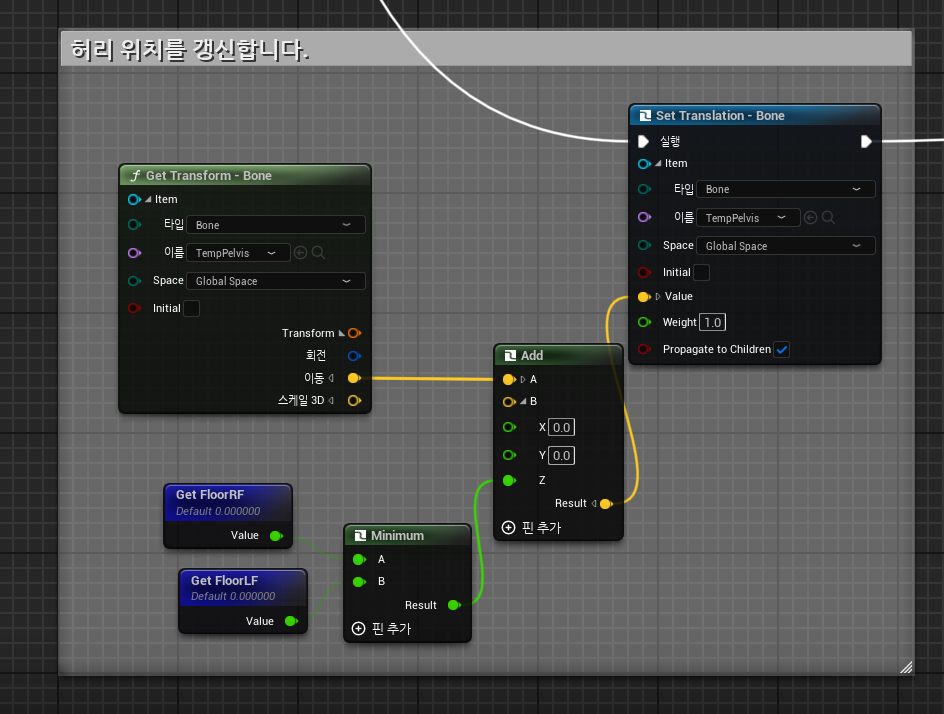 허리 위치를 갱신합니다.
Get Transform - Bone
Item
타입 Bone
이름 TempPelvis
Space Global Space
Initial
Transform
회전
이동
스케일 3D
Set Translation - Bone
실행
Item
타입 Bone
이름 TempPelvis
Space Global Space
Initial
Value
Weight 1.0
Propagate to Children
Add
A
B
X 0.0
Y 0.0
Z
Result
핀 추가
Get FloorRF
Default 0.000000
Value
Get FloorLF
Default 0.000000
Value
Minimum
A
B
Result
핀 추가